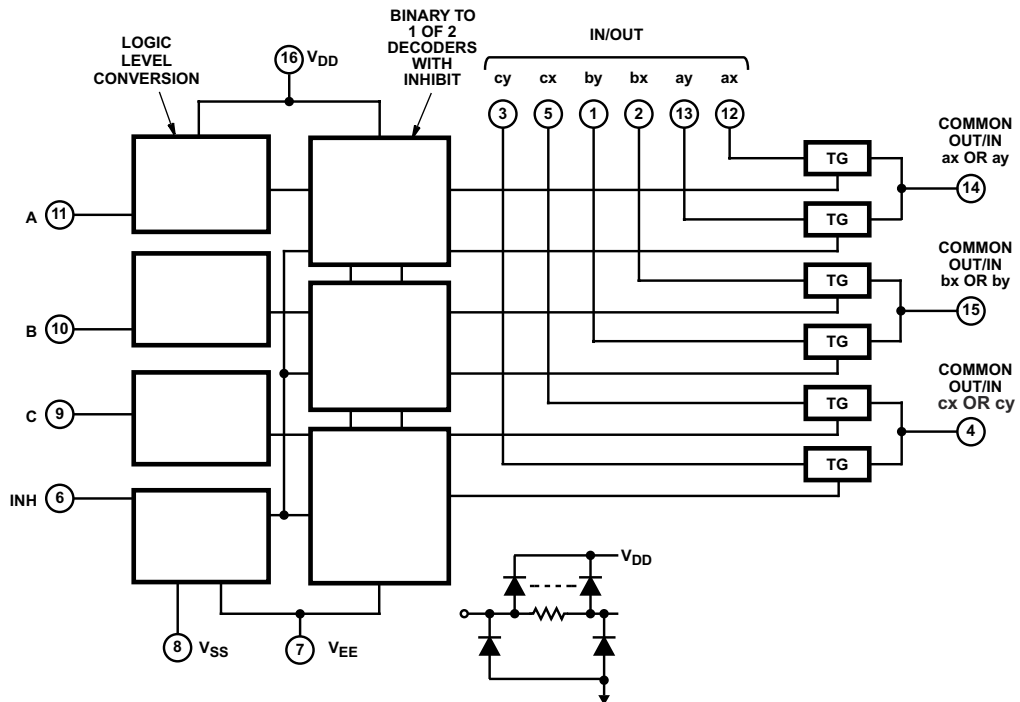 LOGIC
LEVEL
CONVERSION
16 VDD
BINARY TO
1 OF 2
DECODERS
WITH
INHIBIT
IN/OUT
cy cx by bx ay ax
3 5 1 2 13 12
COMMON
OUT/IN
ax OR ay
TG
14
A 11
TG
COMMON
OUT/IN
bx OR by
TG
15
B 10
TG
COMMON
OUT/IN
cx OR cy
TG
4
C 9
TG
INH 6
VDD
8 VSS
7 VEE